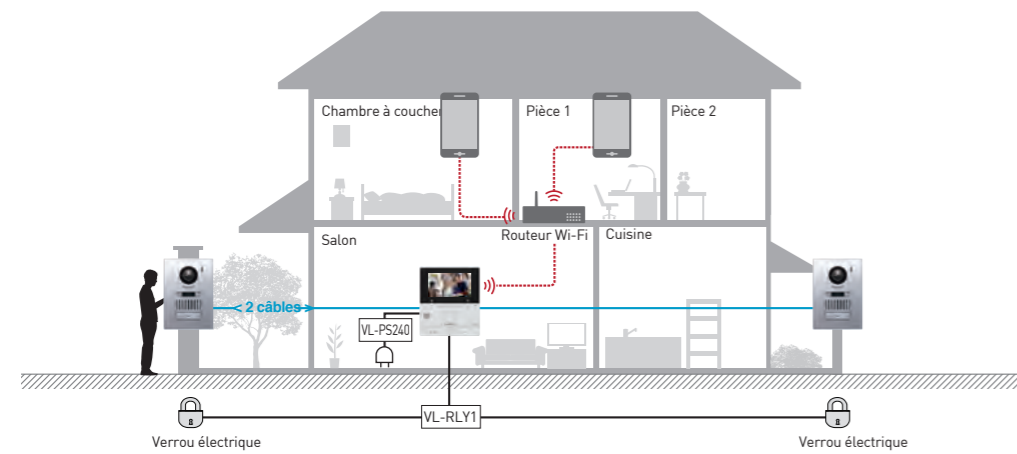 Chambre à coucher
Pièce 1
Pièce 2
Salon
Routeur Wi-Fi
Cuisine
< 2 câbles >
VL-PS240
VL-RLY1
Verrou électrique
Verrou électrique